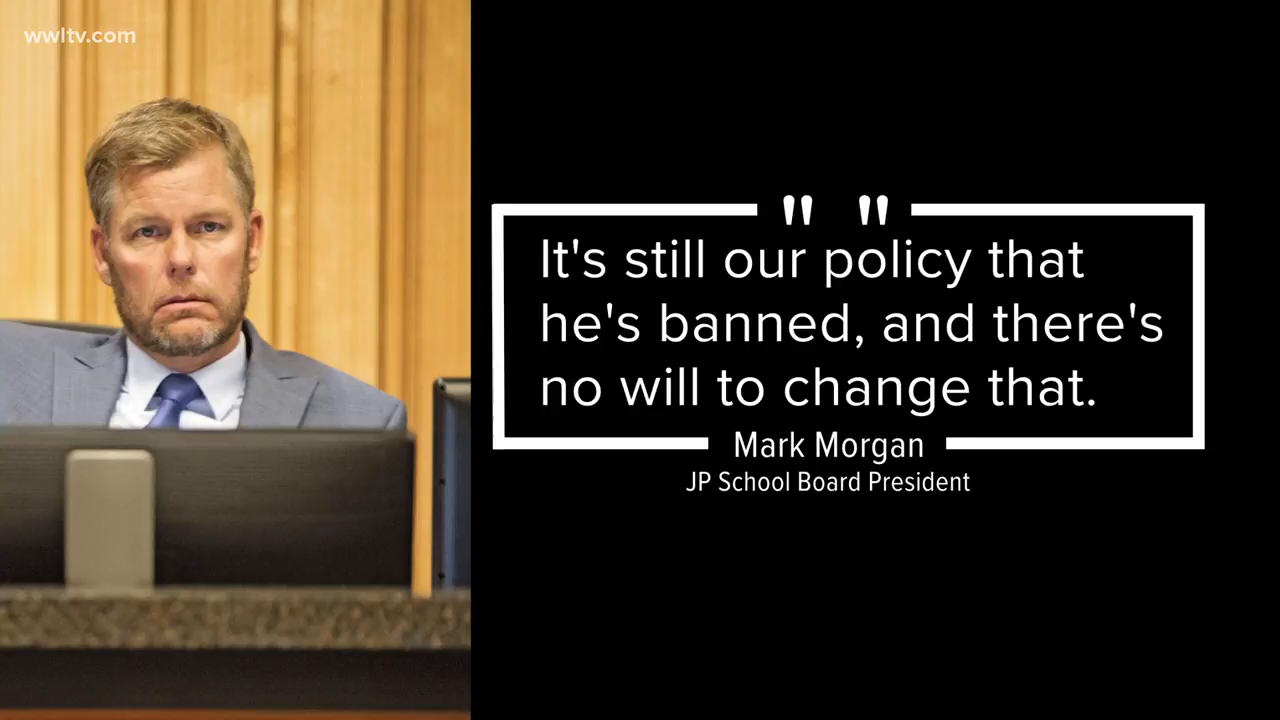 wwltv.com
" "
It's still our policy that
he's banned, and there's
no will to change that.
Mark Morgan
JP School Board President